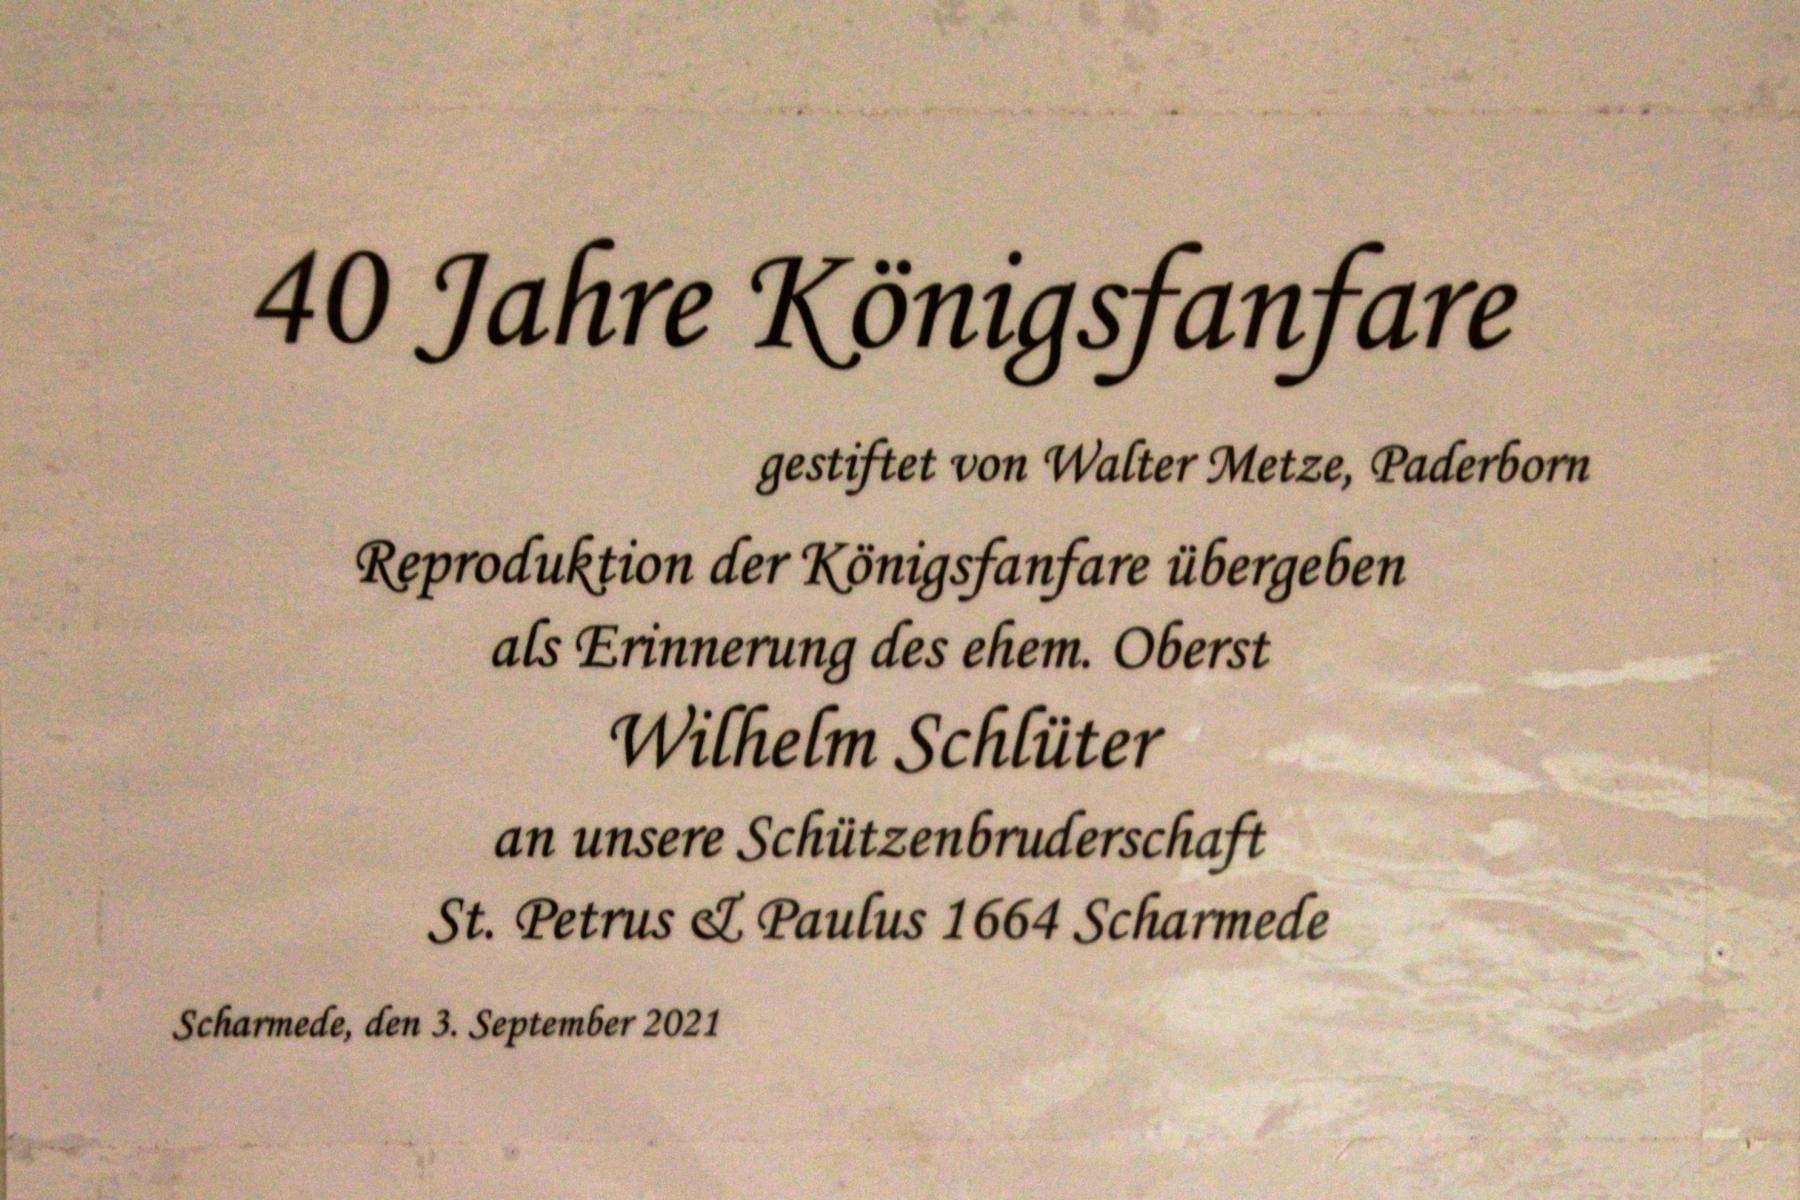 40 Jahre Königsfanfare
gestiftet von Walter Metze, Paderborn
Reproduktion der Königsfanfare übergeben
als Erinnerung des ehem. Oberst
Wilhelm Schlüter
an unsere Schützenbruderschaft
St. Petrus & Paulus 1664 Scharmede
Scharmede, den 3. September 2021